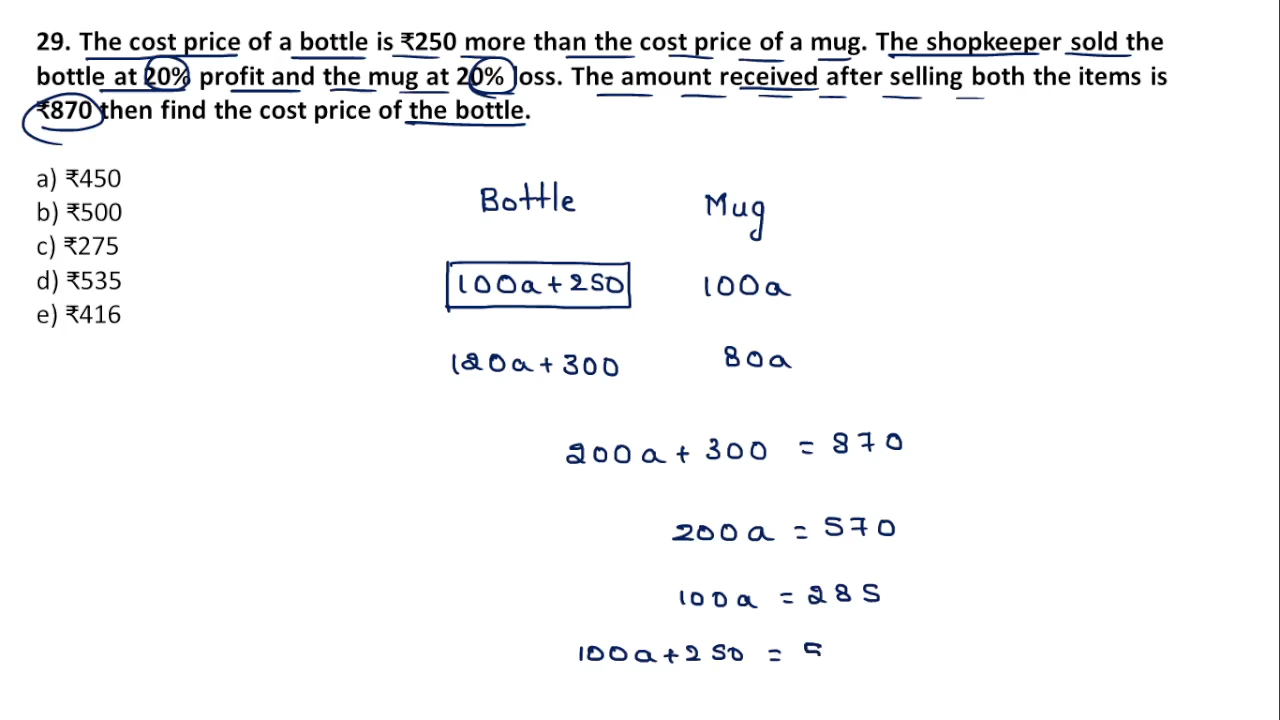 29. The cost price of a bottle is ₹250 more than the cost price of a mug. The shopkeeper sold the
bottle at 20% profit and the mug at 20% loss. The amount received after selling both the items is
₹870 then find the cost price of the bottle.
a) ₹450
b) ₹500
c) ₹275
d) ₹535
e) ₹416
Bottle Mug
100a+250 100a
120a+300 80a
200a+300 = 870
200a = 570
100a = 285
100a+250 = 5